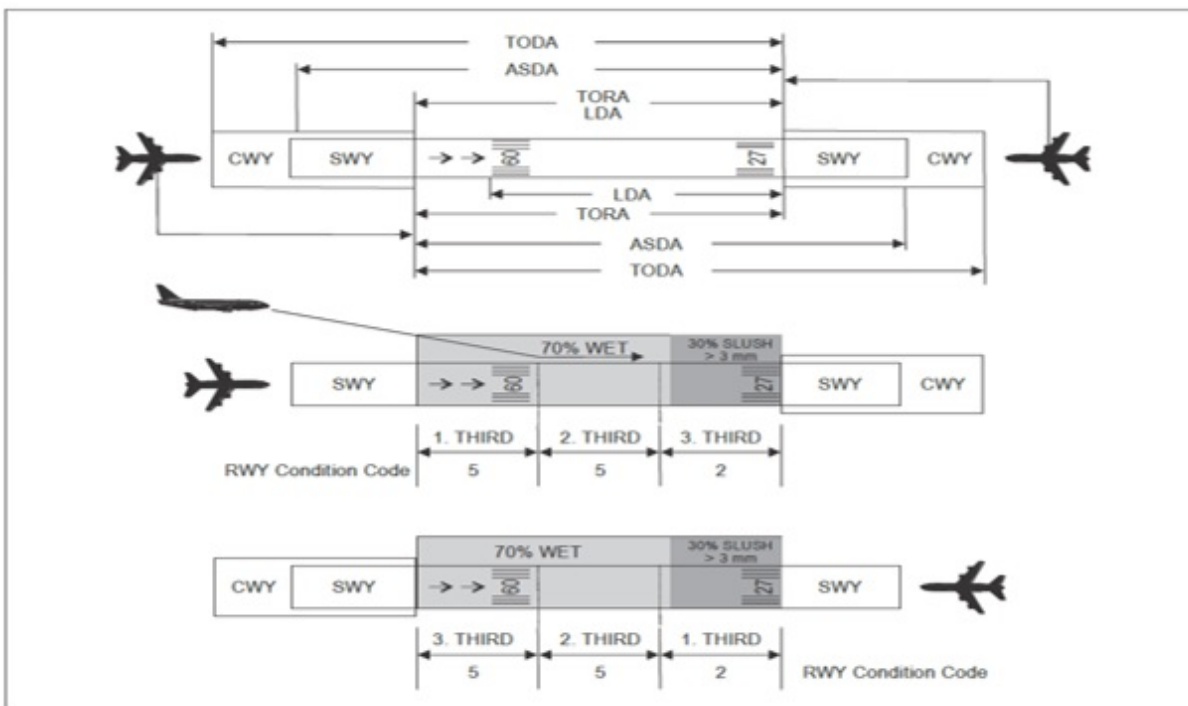 TODA
ASDA
TORA
LDA
CWY SWY 09 27 SWY CWY
LDA
TORA
ASDA
TODA
70% WET
30% SLUSH
> 3 mm
SWY 09 27 SWY CWY
1. THIRD 2. THIRD 3. THIRD
RWY Condition Code 5 5 2
70% WET
30% SLUSH
> 3 mm
CWY SWY 09 27 SWY
3. THIRD 2. THIRD 1. THIRD
5 5 2 RWY Condition Code